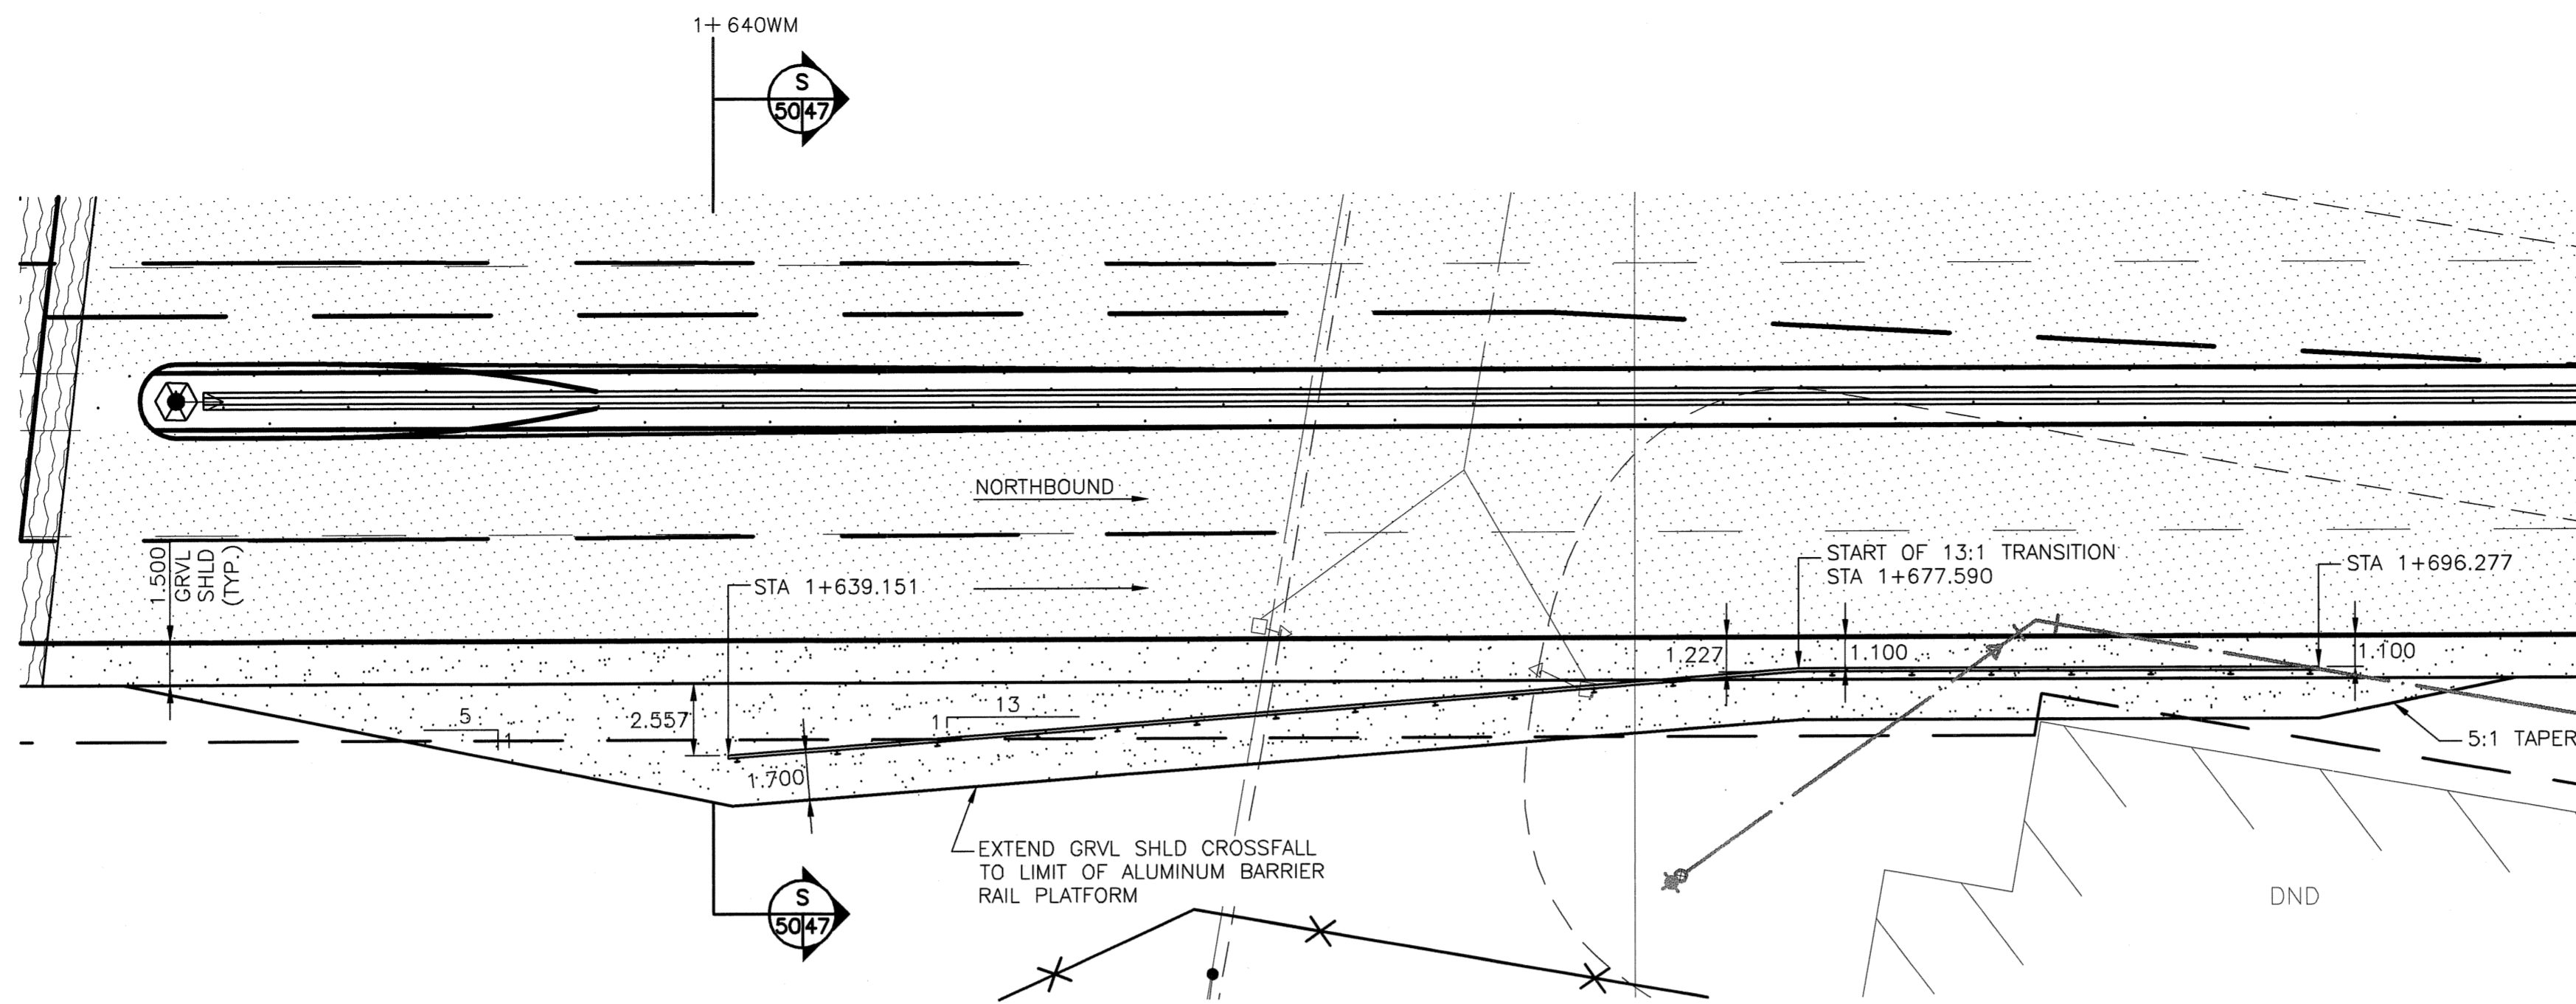 1+640WM
S
50 47
NORTHBOUND
1.500
GRVL
SHLD
(TYP.)
STA 1+639.151
START OF 13:1 TRANSITION
STA 1+677.590
STA 1+696.277
1.227
1.100
1.100
5
1
2.557
1
13
1.700
5:1 TAPER
EXTEND GRVL SHLD CROSSFALL
TO LIMIT OF ALUMINUM BARRIER
RAIL PLATFORM
DND
S
50 47